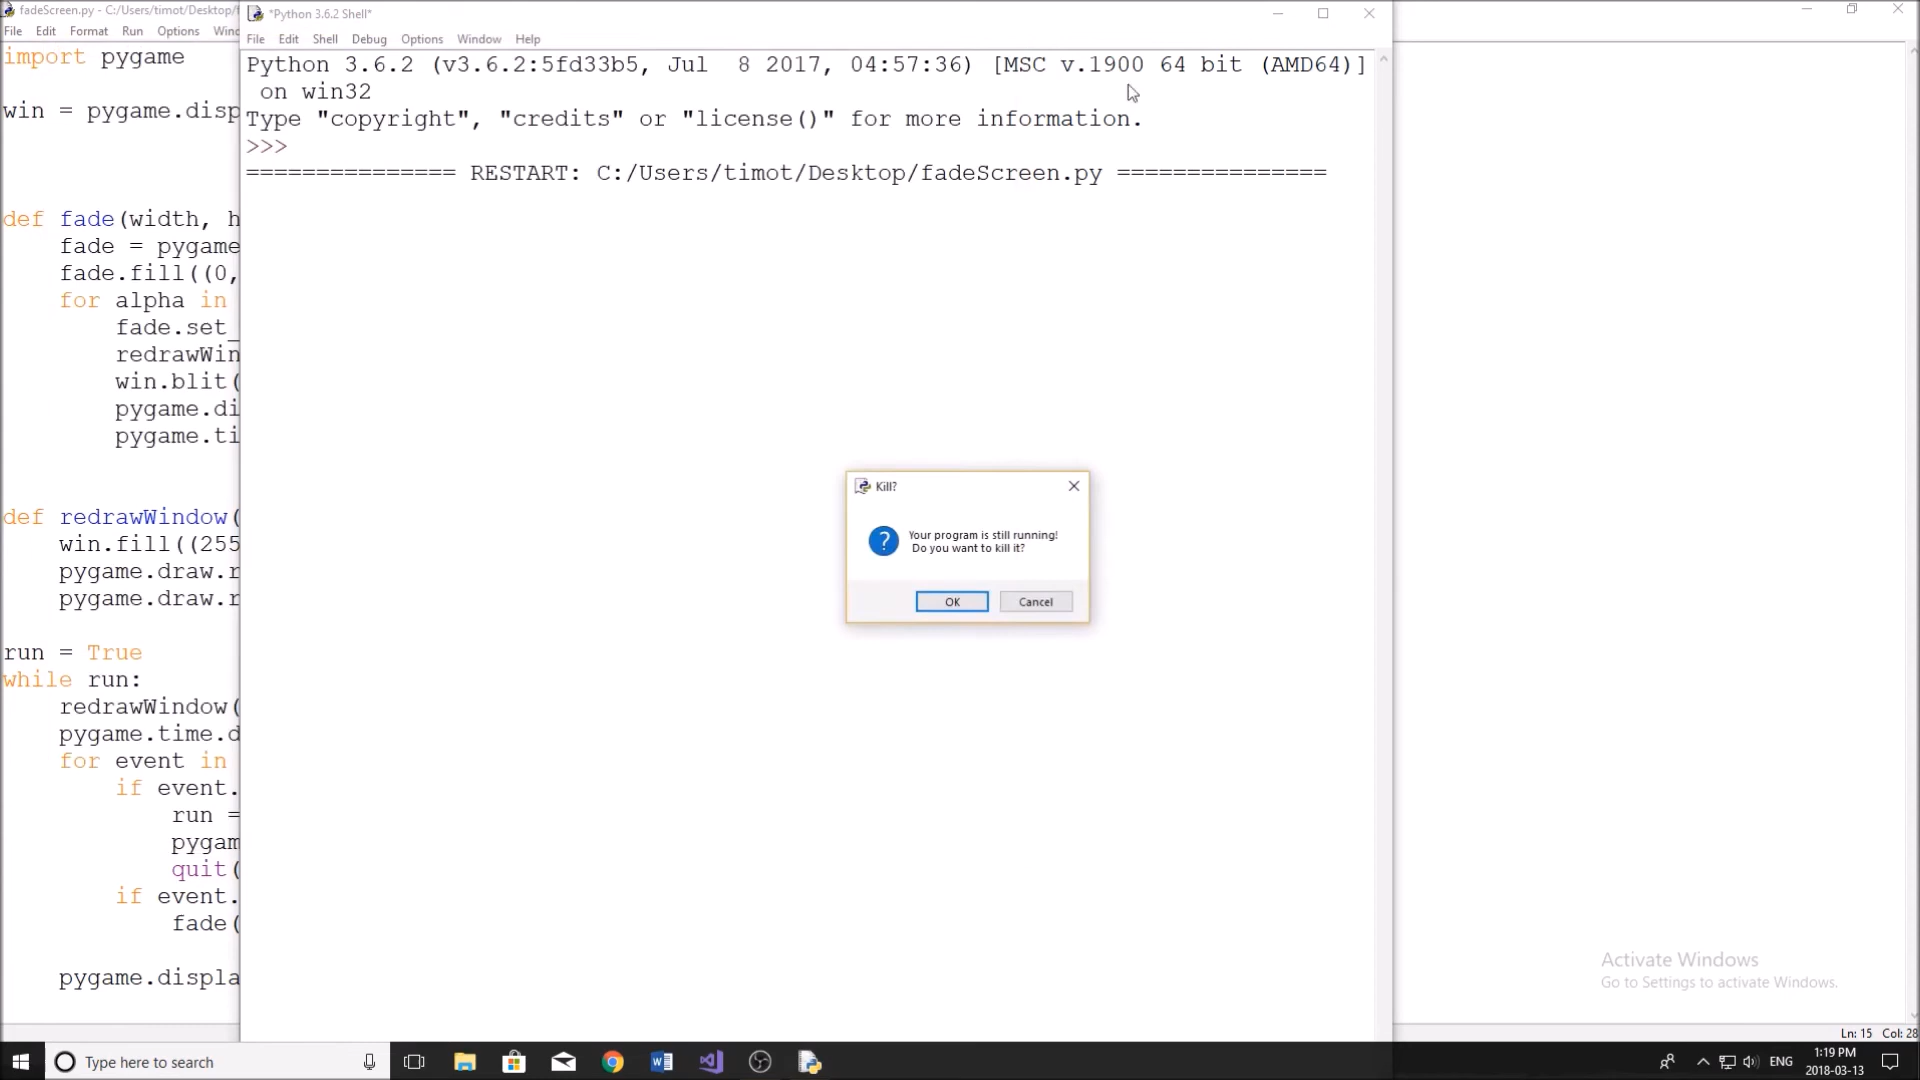 fadeScreen.py - C:/Users/timot/Desktop/f
File Edit Format Run Options Wind
import pygame
win = pygame.disp
def fade(width, h
fade = pygame
fade.fill((0,
for alpha in
fade.set_
redrawWin
win.blit(
pygame.di
pygame.ti
def redrawWindow(
win.fill((255
pygame.draw.r
pygame.draw.r
run = True
while run:
redrawWindow(
pygame.time.d
for event in
if event.
run =
pygam
quit(
if event.
fade(
pygame.displa
*Python 3.6.2 Shell*
File Edit Shell Debug Options Window Help
Python 3.6.2 (v3.6.2:5fd33b5, Jul  8 2017, 04:57:36) [MSC v.1900 64 bit (AMD64)]
on win32
Type "copyright", "credits" or "license()" for more information.
>>>
=============== RESTART: C:/Users/timot/Desktop/fadeScreen.py ===============
Kill?
Your program is still running!
Do you want to kill it?
OK Cancel
Activate Windows
Go to Settings to activate Windows.
Ln: 15 Col: 28
Type here to search
ENG
1:19 PM
2018-03-13